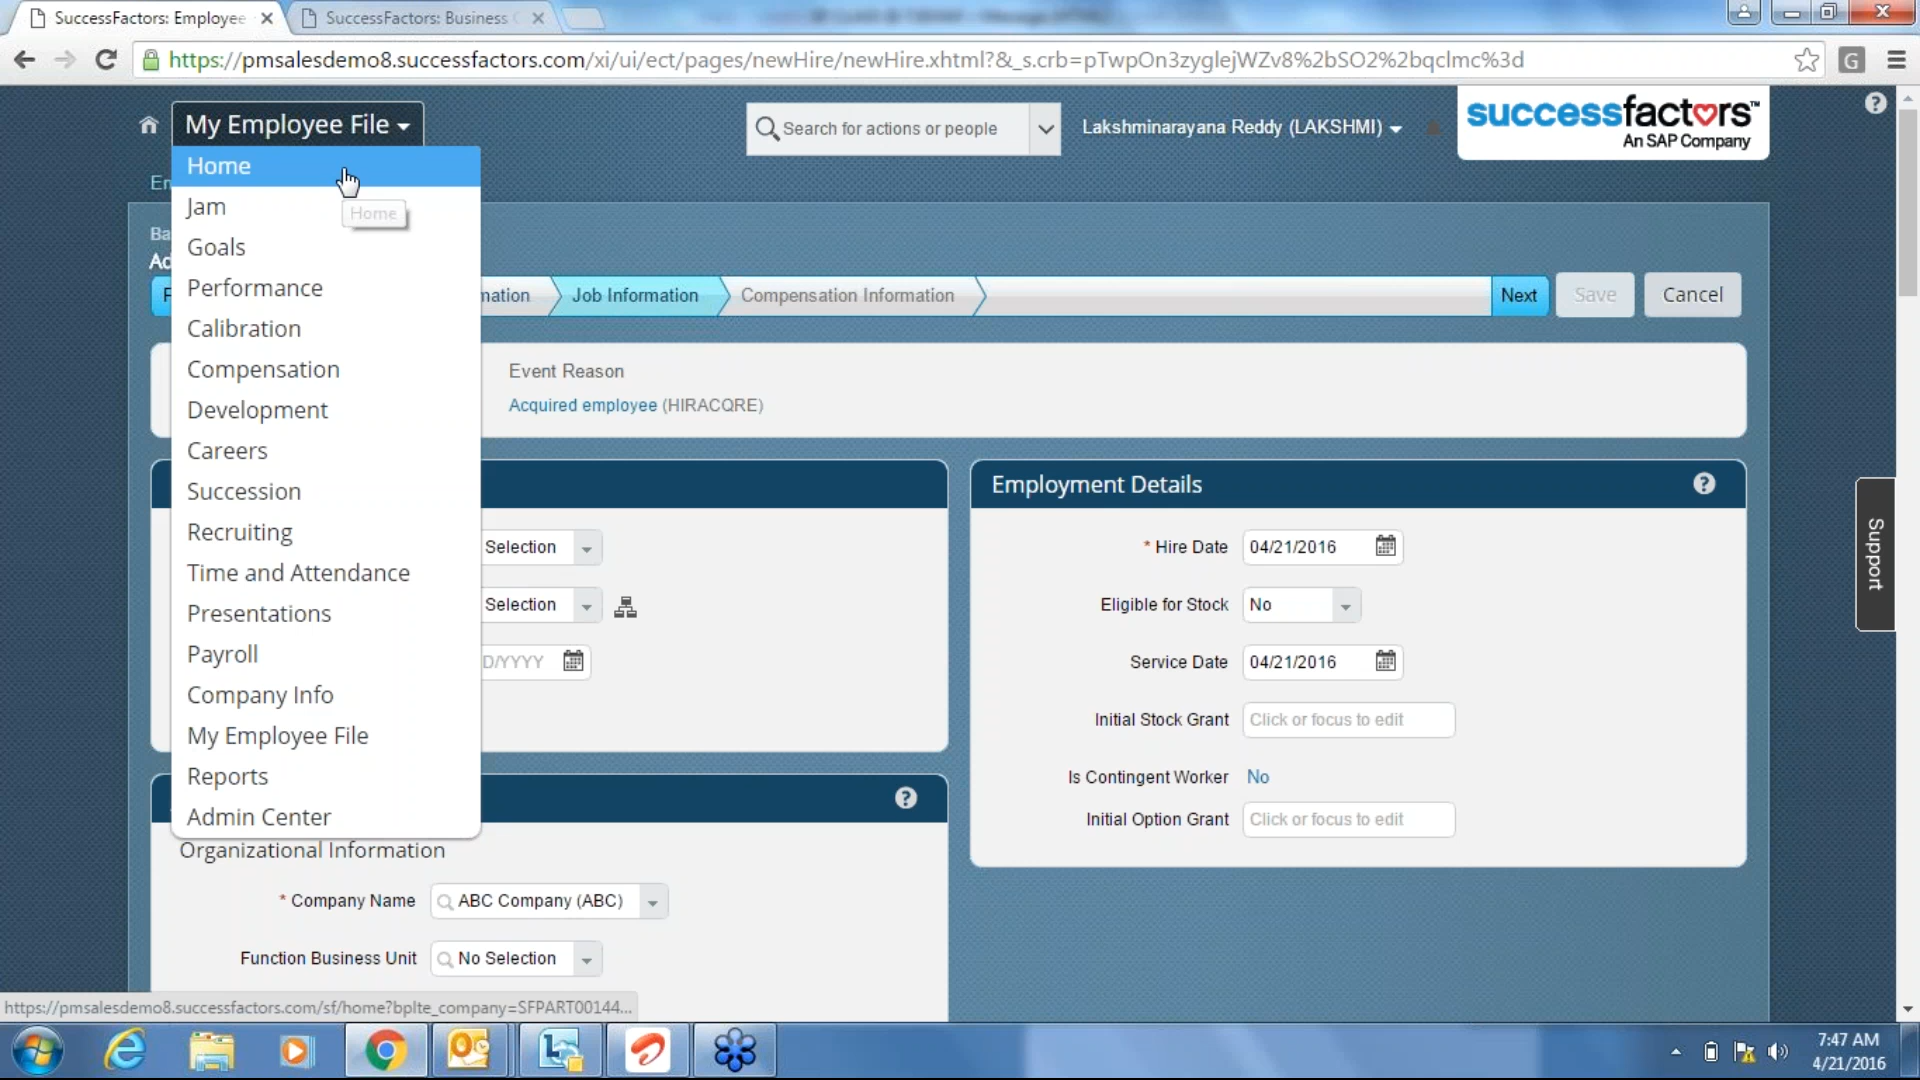 SuccessFactors: Employee
SuccessFactors: Business
https://pmsalesdemo8.successfactors.com/xi/ui/ect/pages/newHire/newHire.xhtml?&_s.crb=pTwpOn3zyglejWZv8%2bSO2%2bqclmc%3d
G
My Employee File
Search for actions or people
Lakshminarayana Reddy (LAKSHMI)
successfactors™
An SAP Company
Home
Home
Jam
Goals
Performance
Calibration
Compensation
Development
Careers
Succession
Recruiting
Time and Attendance
Presentations
Payroll
Company Info
My Employee File
Reports
Admin Center
Job Information
Compensation Information
Next
Save
Cancel
Event Reason
Acquired employee (HIRACQRE)
Selection
Selection
D/YYYY
Employment Details
* Hire Date 04/21/2016
Eligible for Stock No
Service Date 04/21/2016
Initial Stock Grant Click or focus to edit
Is Contingent Worker No
Initial Option Grant Click or focus to edit
Support
Organizational Information
* Company Name ABC Company (ABC)
Function Business Unit No Selection
https://pmsalesdemo8.successfactors.com/sf/home?bplte_company=SFPART00144...
7:47 AM
4/21/2016